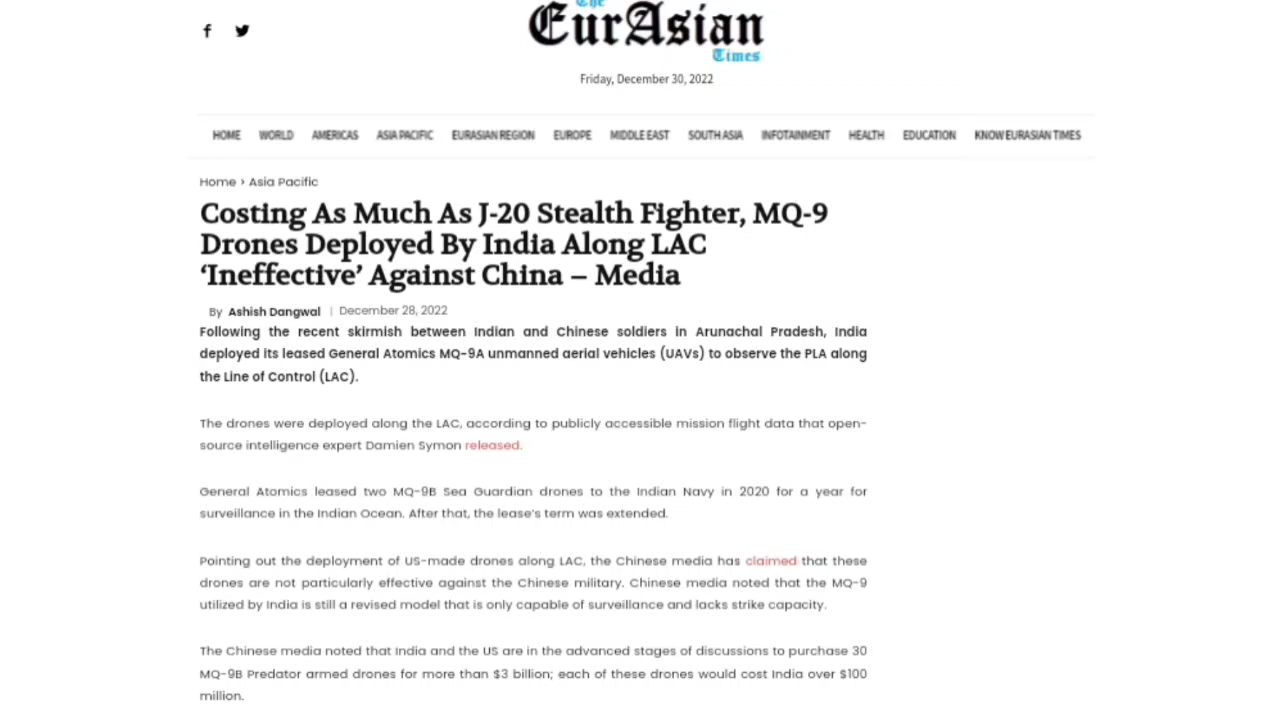 The
EurAsian
Times
Friday, December 30, 2022
HOME WORLD AMERICAS ASIA PACIFIC EURASIAN REGION EUROPE MIDDLE EAST SOUTH ASIA INFOTAINMENT HEALTH EDUCATION KNOW EURASIAN TIMES
Home › Asia Pacific
Costing As Much As J-20 Stealth Fighter, MQ-9
Drones Deployed By India Along LAC
‘Ineffective’ Against China – Media
By Ashish Dangwal | December 28, 2022
Following the recent skirmish between Indian and Chinese soldiers in Arunachal Pradesh, India
deployed its leased General Atomics MQ-9A unmanned aerial vehicles (UAVs) to observe the PLA along
the Line of Control (LAC).
The drones were deployed along the LAC, according to publicly accessible mission flight data that open-
source intelligence expert Damien Symon released.
General Atomics leased two MQ-9B Sea Guardian drones to the Indian Navy in 2020 for a year for
surveillance in the Indian Ocean. After that, the lease’s term was extended.
Pointing out the deployment of US-made drones along LAC, the Chinese media has claimed that these
drones are not particularly effective against the Chinese military. Chinese media noted that the MQ-9
utilized by India is still a revised model that is only capable of surveillance and lacks strike capacity.
The Chinese media noted that India and the US are in the advanced stages of discussions to purchase 30
MQ-9B Predator armed drones for more than $3 billion; each of these drones would cost India over $100
million.